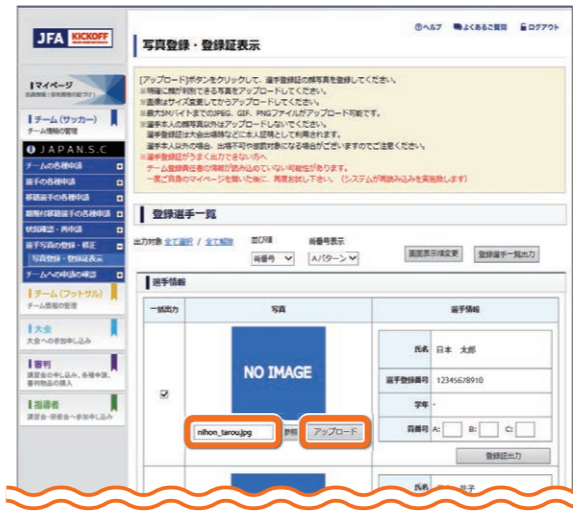 JFA KICKOFF
ヘルプ よくあるご質問 ログアウト
写真登録・登録証表示
マイページ
チーム(サッカー)
チーム情報の管理
JAPAN.S.C
チームの各種申請
選手の各種申請
移籍選手の各種申請
期限付移籍選手の各種申請
状況確認・再申請
選手写真の登録・修正
写真登録・登録証表示
チームへの申請の確認
チーム(フットサル)
チーム情報の管理
大会
大会への参加申し込み
審判
講習会の申し込み、各種申請、
審判物品の購入
指導者
講習会・研修会へ参加申し込み
[アップロード]ボタンをクリックして、選手登録証の顔写真を登録してください。
※明確に顔が判別できる写真をアップロードしてください。
※画像はサイズ変更してからアップロードしてください。
※最大5Mバイトまでのの JPEG、GIF、PNGファイルがアップロード可能です。
※選手本人の顔写真以外はアップロードしないでください。
選手登録証は大会出場時などに本人証明として利用されます。
選手本人以外の場合、出場不可や懲罰対象になる場合がございますのでご注意ください。
※選手登録証がうまく出力できない方へ
チーム登録責任者の情報が読み込めていない可能性があります。
一度ご自身のマイページを開いた後に、再度お試し下さい。(システムが再読み込みを実施致します)
登録選手一覧
出力対象 全て選択 / 全て解除 並び順 背番号表示
背番号 Aパターン 画面表示順変更 登録選手一覧出力
選手情報
一括出力 写真 選手情報
NO IMAGE
nihon_tarou.jpg 参照 アップロード
氏名 日本 太郎
選手登録番号 12345678910
学年 -
背番号 A: B: C:
登録証出力
氏名